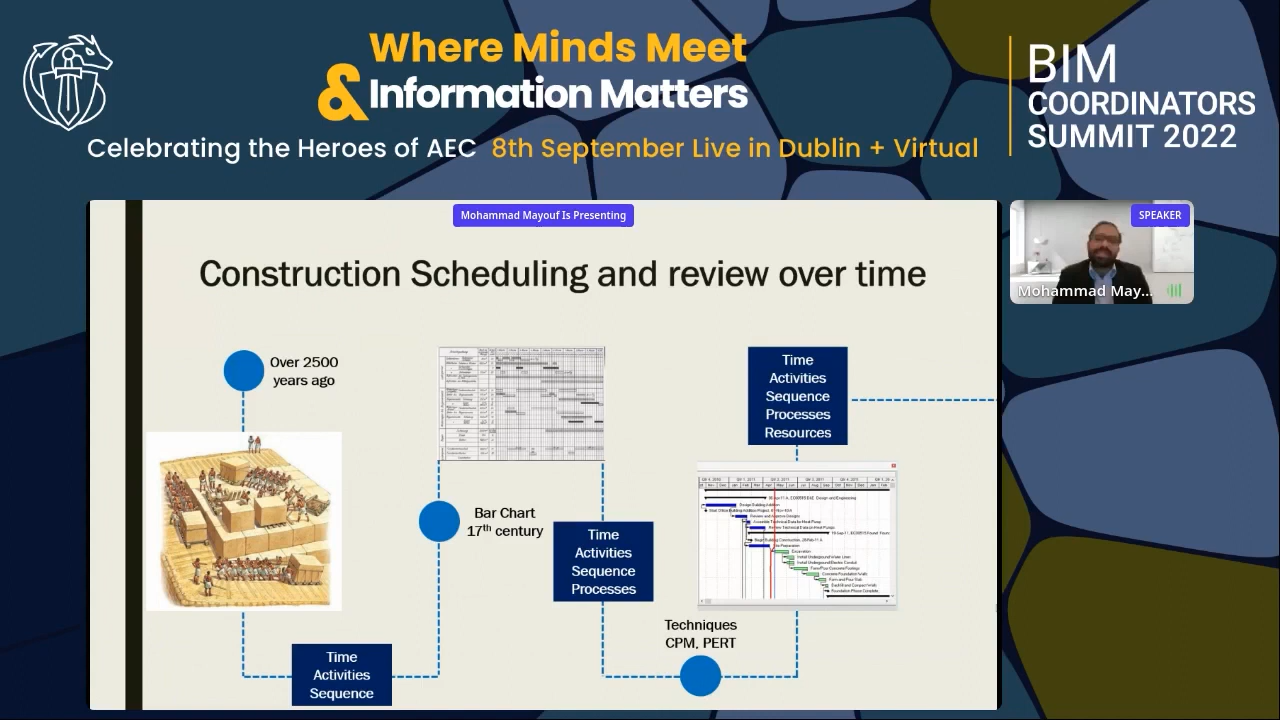 Where Minds Meet
& Information Matters
Celebrating the Heroes of AEC 8th September Live in Dublin + Virtual
BIM
COORDINATORS
SUMMIT 2022
Mohammad Mayouf Is Presenting
SPEAKER
Mohammad May...
Construction Scheduling and review over time
Over 2500
years ago
Time
Activities
Sequence
Bar Chart
17th century
Time
Activities
Sequence
Processes
Techniques
CPM, PERT
Time
Activities
Sequence
Processes
Resources